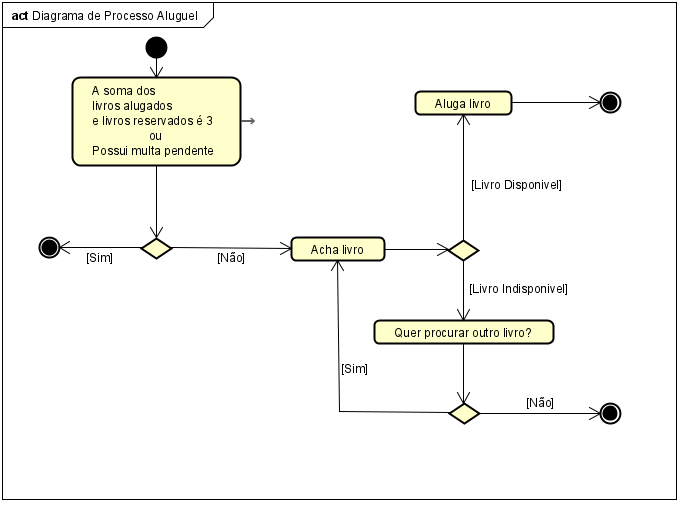 act Diagrama de Processo Aluguel
A soma dos
livros alugados
e livros reservados é 3
ou
Possui multa pendente
Aluga livro
[Livro Disponivel]
[Sim]
[Não]
Acha livro
[Livro Indisponivel]
Quer procurar outro livro?
[Sim]
[Não]